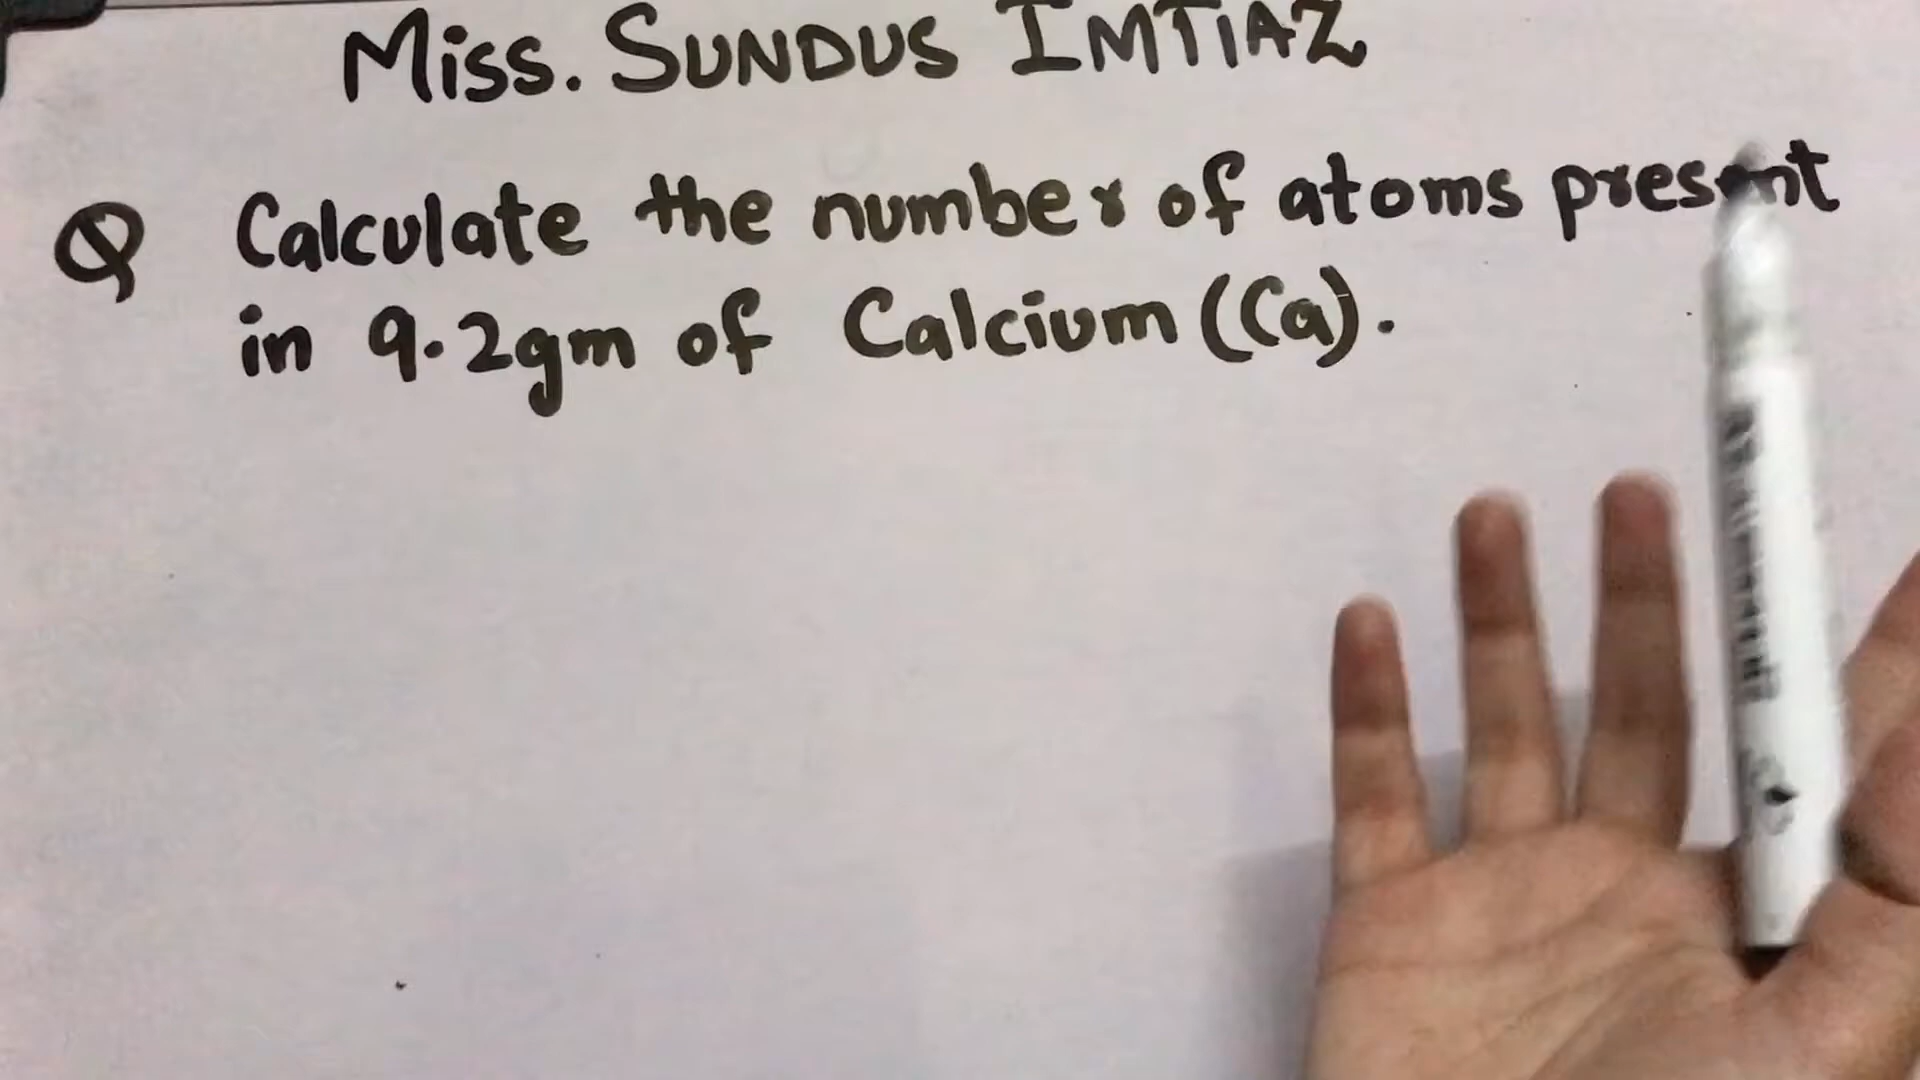 Miss. SUNDUS IMTIAZ
Q Calculate the number of atoms present
in 9.2gm of Calcium (Ca).